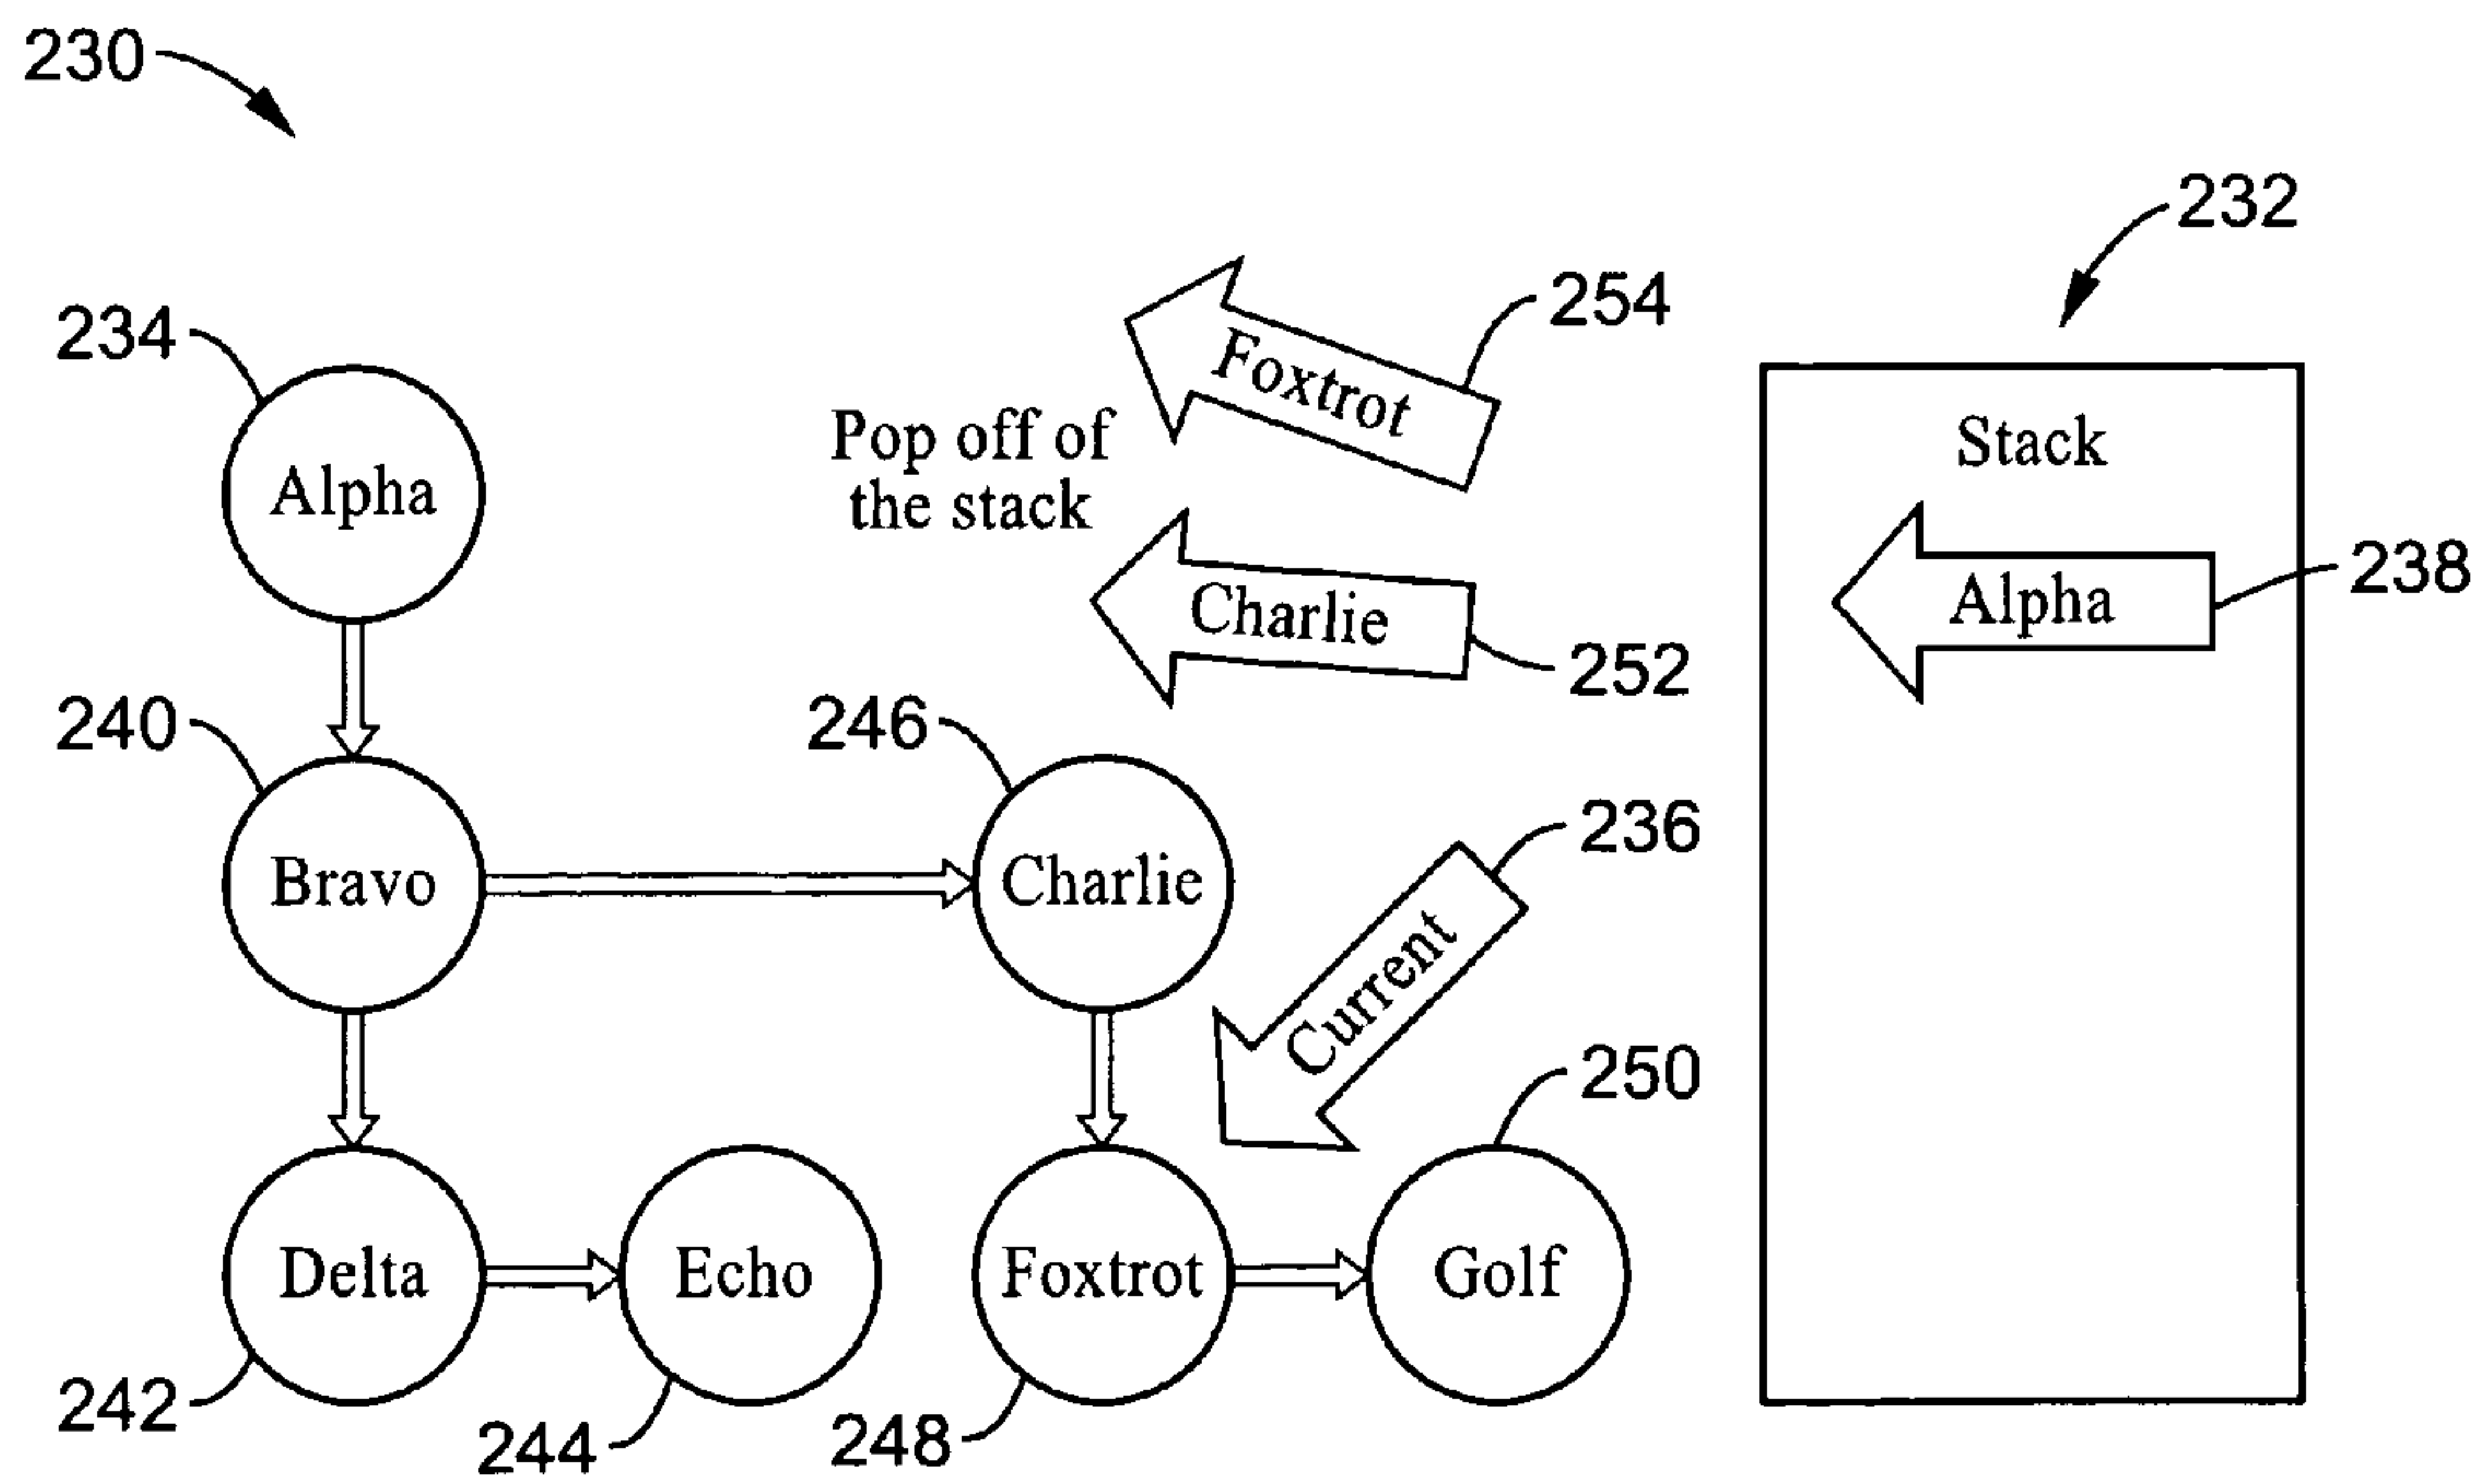 230
232
254
234
Foxtrot
Pop off of
the stack
Stack
Alpha
238
Charlie
Alpha
252
240
246
236
Bravo
Charlie
Current
250
Delta
Echo
Foxtrot
Golf
242
244
248